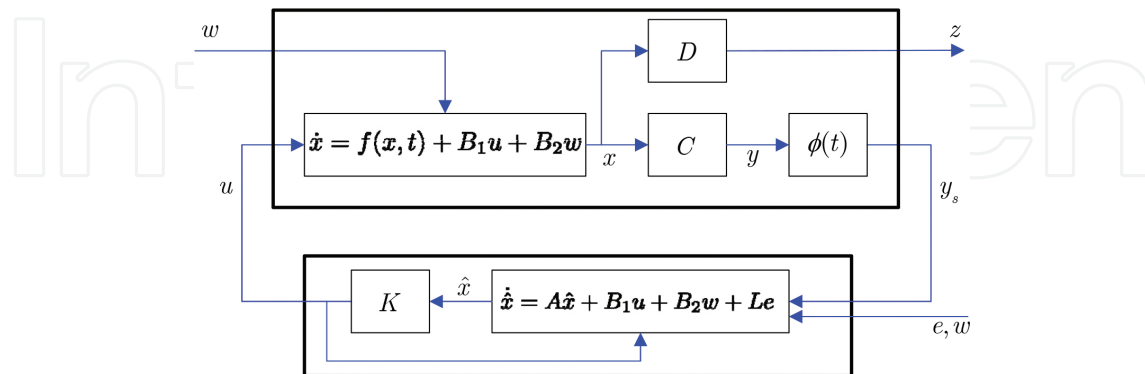 w
z
D
ẋ = f(x, t) + B₁u + B₂w
x
C
y
ϕ(t)
u
yₛ
K
x̂
x̂̇ = Ax̂ + B₁u + B₂w + Le
e, w